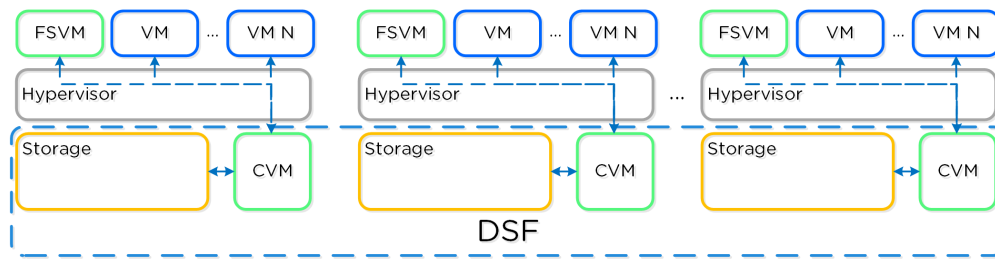 FSVM VM ... VM N FSVM VM ... VM N FSVM VM ... VM N
Hypervisor Hypervisor ... Hypervisor
Storage CVM Storage CVM Storage CVM
DSF